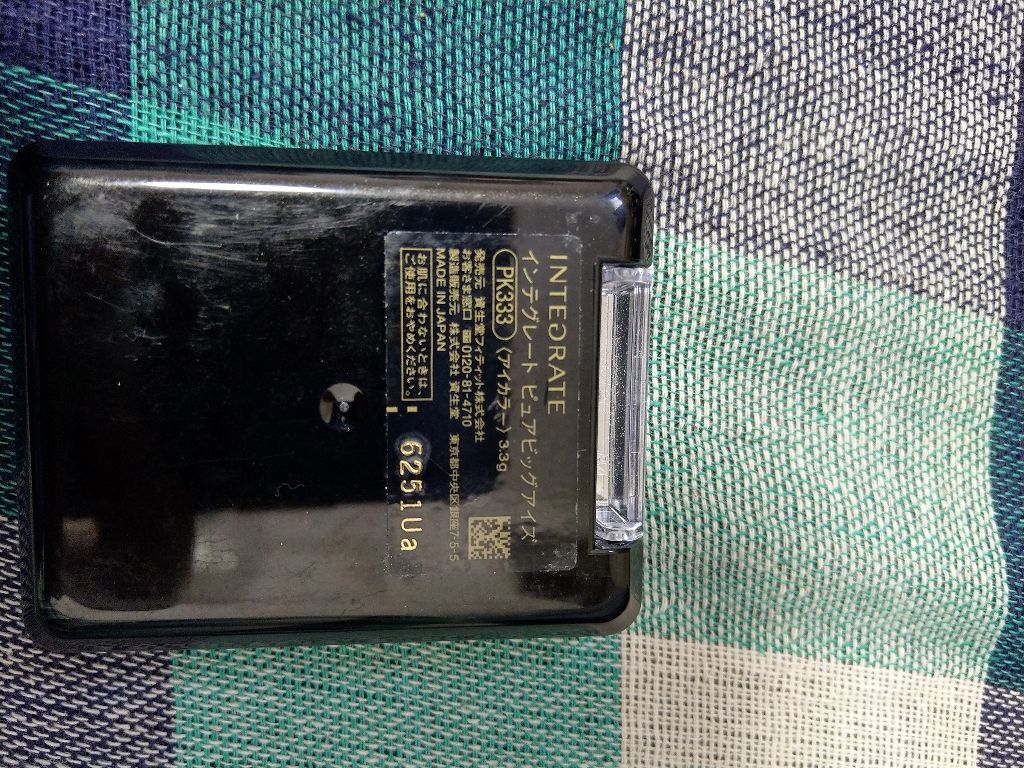 INTEGRATE
インテグレート ピュアビッグアイズ
PK333 〈アイカラー〉 3.3g
発売元 資生堂フィティット株式会社
お客さま窓口 ☎0120-81-4710
製造販売元 株式会社 資生堂 東京都中央区銀座7-5-5
MADE IN JAPAN
お肌に合わないときは、
ご使用をおやめください。
6251Ua